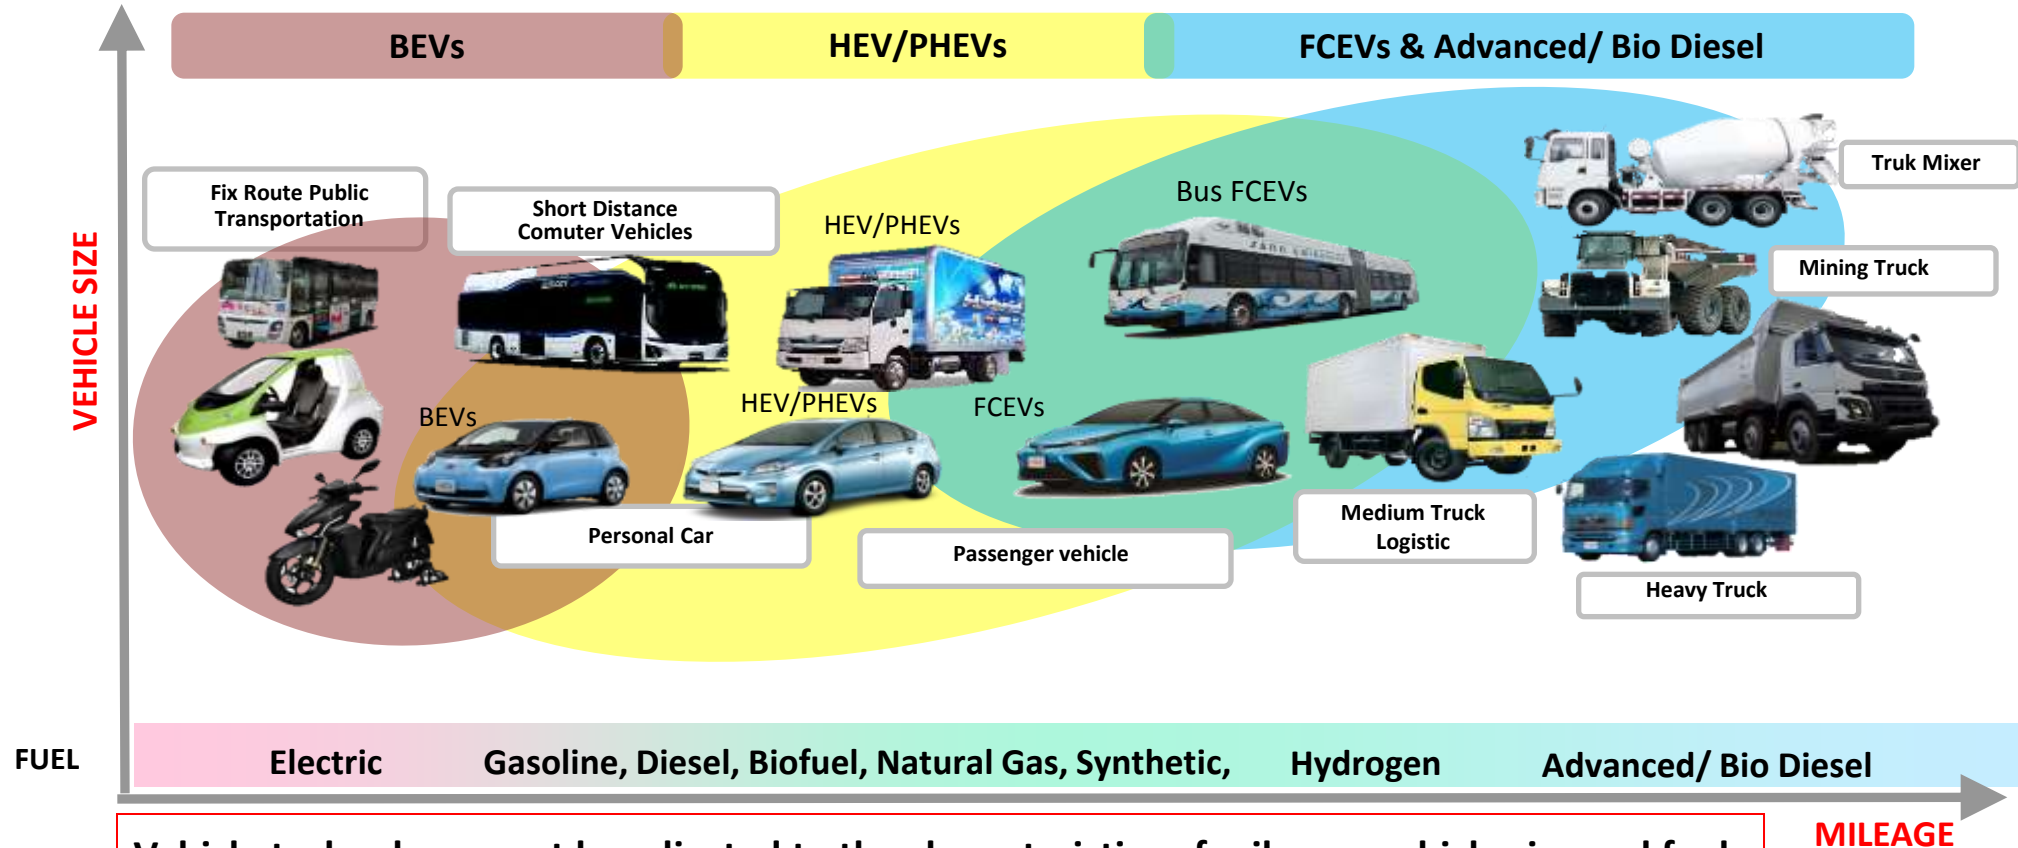 BEVs
HEV/PHEVs
FCEVs & Advanced/ Bio Diesel
Truk Mixer
Fix Route Public
Transportation
Short Distance
Comuter Vehicles
HEV/PHEVs
Bus FCEVs
VEHICLE SIZE
Mining Truck
BEVs
HEV/PHEVs
FCEVs
Personal Car
Passenger vehicle
Medium Truck
Logistic
Heavy Truck
FUEL
Electric
Gasoline, Diesel, Biofuel, Natural Gas, Synthetic,
Hydrogen
Advanced/ Bio Diesel
MILEAGE